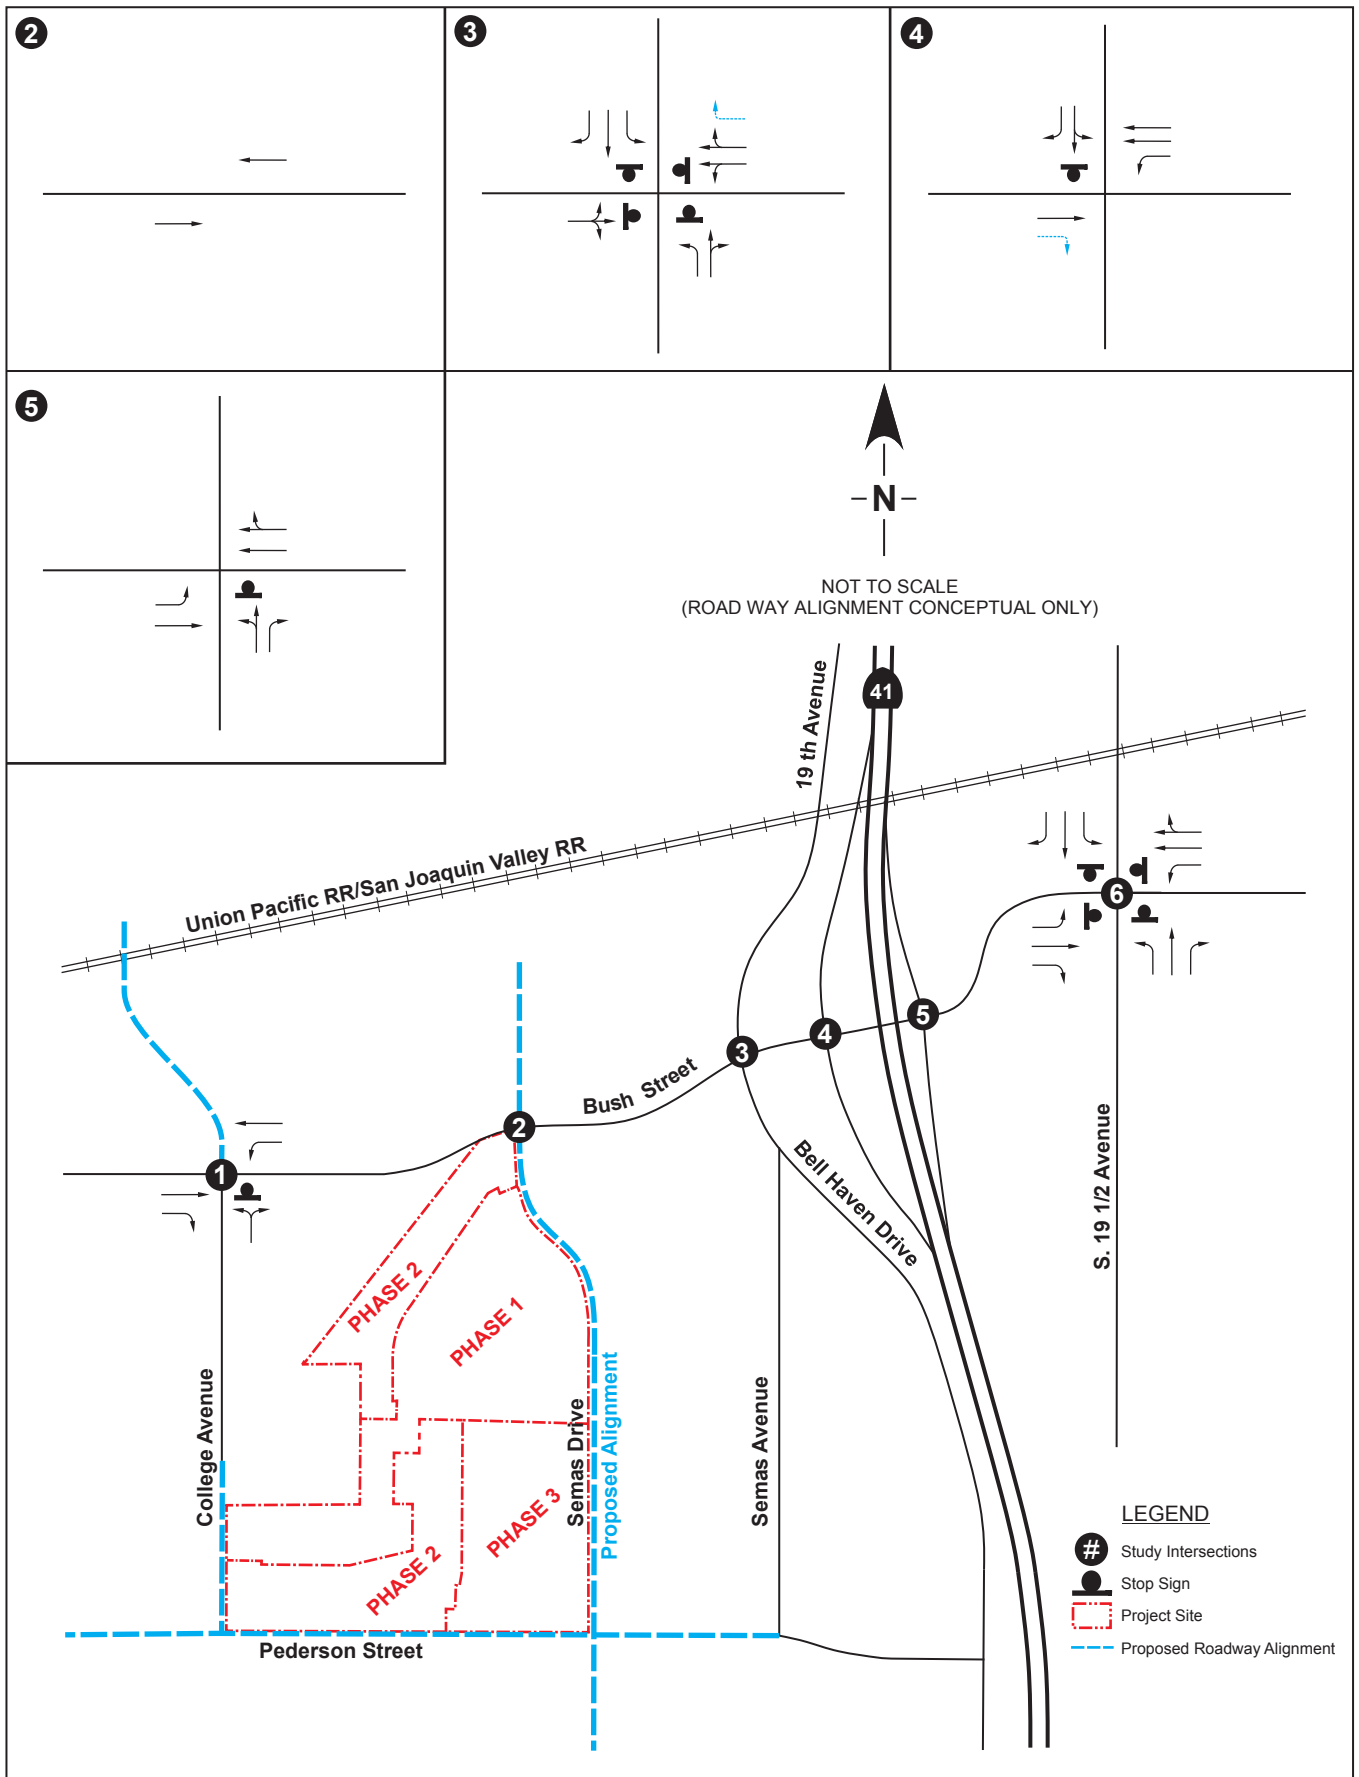 2
3
4
5
N
NOT TO SCALE
(ROAD WAY ALIGNMENT CONCEPTUAL ONLY)
19 th Avenue
41
Union Pacific RR/San Joaquin Valley RR
6
5
4
3
Bush Street
2
1
Bell Haven Drive
S. 19 1/2 Avenue
PHASE 2
PHASE 1
College Avenue
Semas Drive
Proposed Alignment
Semas Avenue
PHASE 3
PHASE 2
Pederson Street
LEGEND
# Study Intersections
Stop Sign
Project Site
Proposed Roadway Alignment